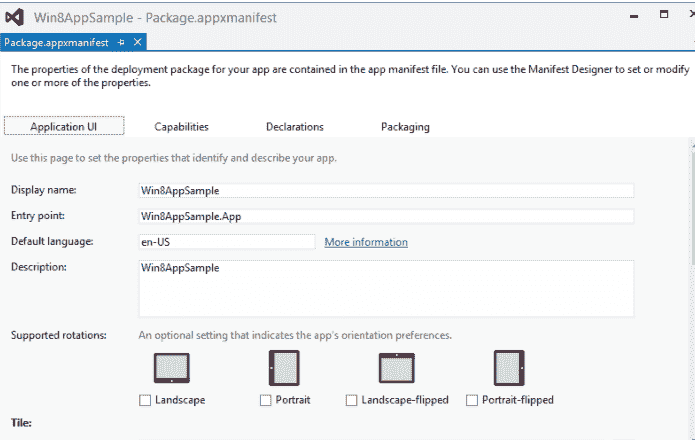 Win8AppSample - Package.appxmanifest
Package.appxmanifest
The properties of the deployment package for your app are contained in the app manifest file. You can use the Manifest Designer to set or modify
one or more of the properties.
Application UI Capabilities Declarations Packaging
Use this page to set the properties that identify and describe your app.
Display name: Win8AppSample
Entry point: Win8AppSample.App
Default language: en-US More information
Description: Win8AppSample
Supported rotations: An optional setting that indicates the app's orientation preferences.
Landscape Portrait Landscape-flipped Portrait-flipped
Tile: